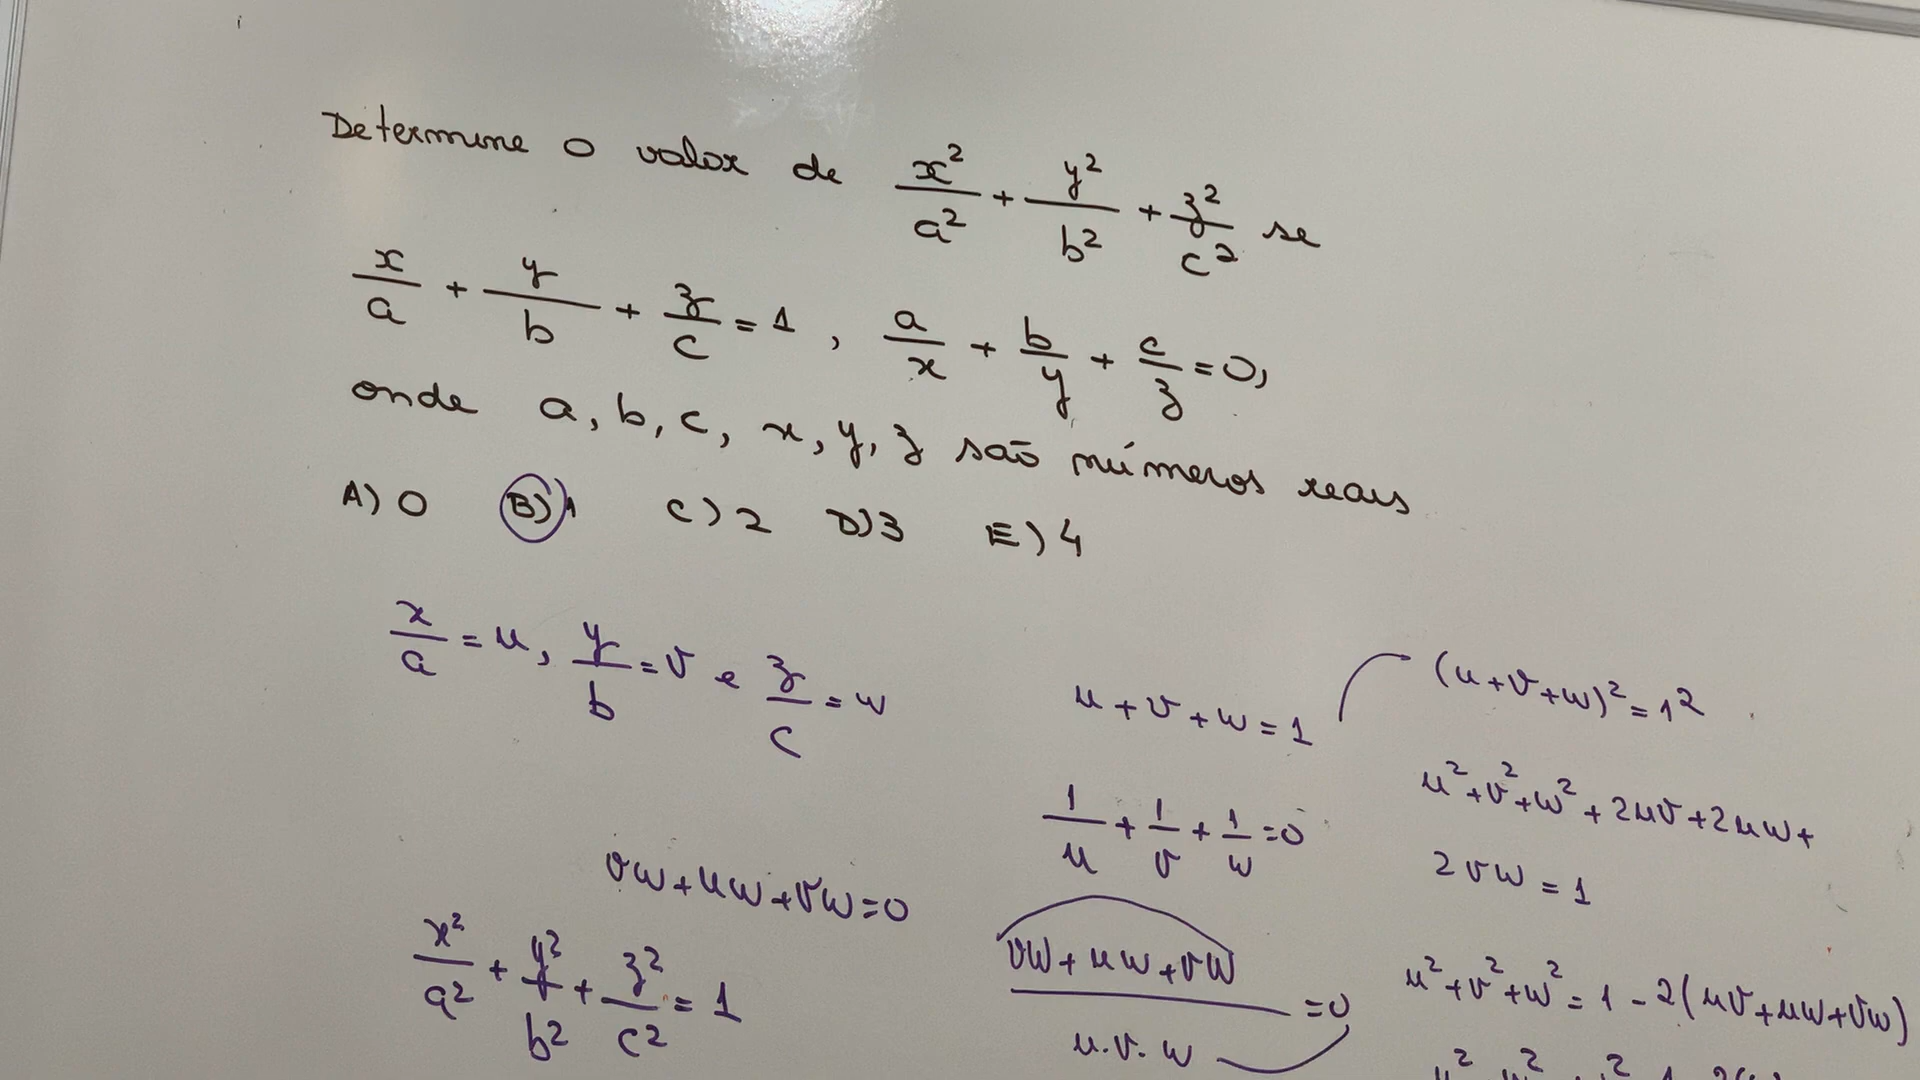 Determine o valor de x²/a² + y²/b² + z²/c² se
x/a + y/b + z/c = 1, a/x + b/y + c/z = 0,
onde a, b, c, x, y, z são números reais
A) 0 B) 1 C) 2 D) 3 E) 4
x/a = u, y/b = v e z/c = w
vw + uw + vw = 0
x²/a² + y²/b² + z²/c² = 1
u + v + w = 1
1/u + 1/v + 1/w = 0
(vw + uw + vw)/(u.v.w) = 0
(u + v + w)² = 1²
u² + v² + w² + 2uv + 2uw +
2vw = 1
u² + v² + w² = 1 - 2(uv + uw + vw)